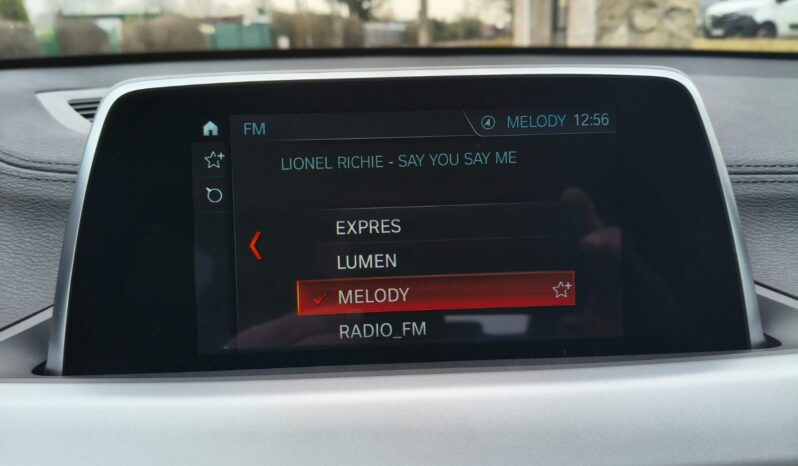 FM MELODY 12:56
LIONEL RICHIE - SAY YOU SAY ME
EXPRES
LUMEN
MELODY
RADIO_FM